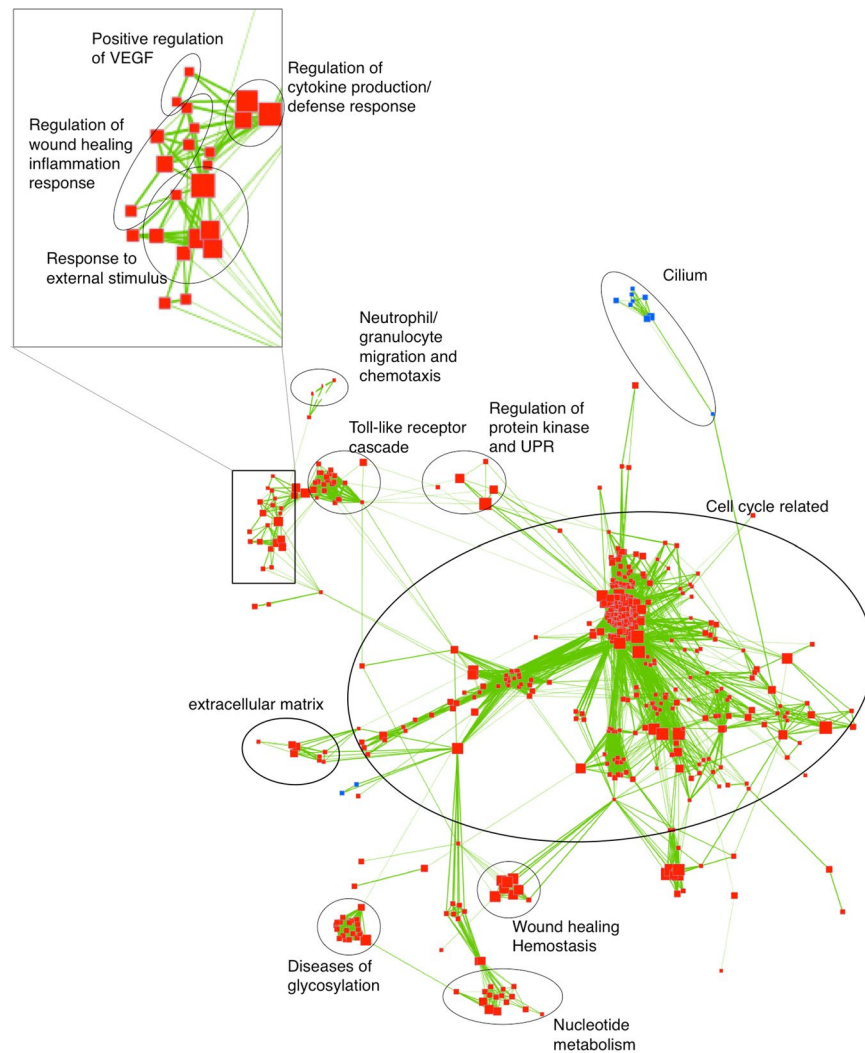 Positive regulation
of VEGF
Regulation of
cytokine production/
defense response
Regulation of
wound healing
inflammation
response
Response to
external stimulus
Cilium
Neutrophil/
granulocyte
migration and
chemotaxis
Toll-like receptor
cascade
Regulation of
protein kinase
and UPR
Cell cycle related
extracellular matrix
Wound healing
Hemostasis
Diseases of
glycosylation
Nucleotide
metabolism